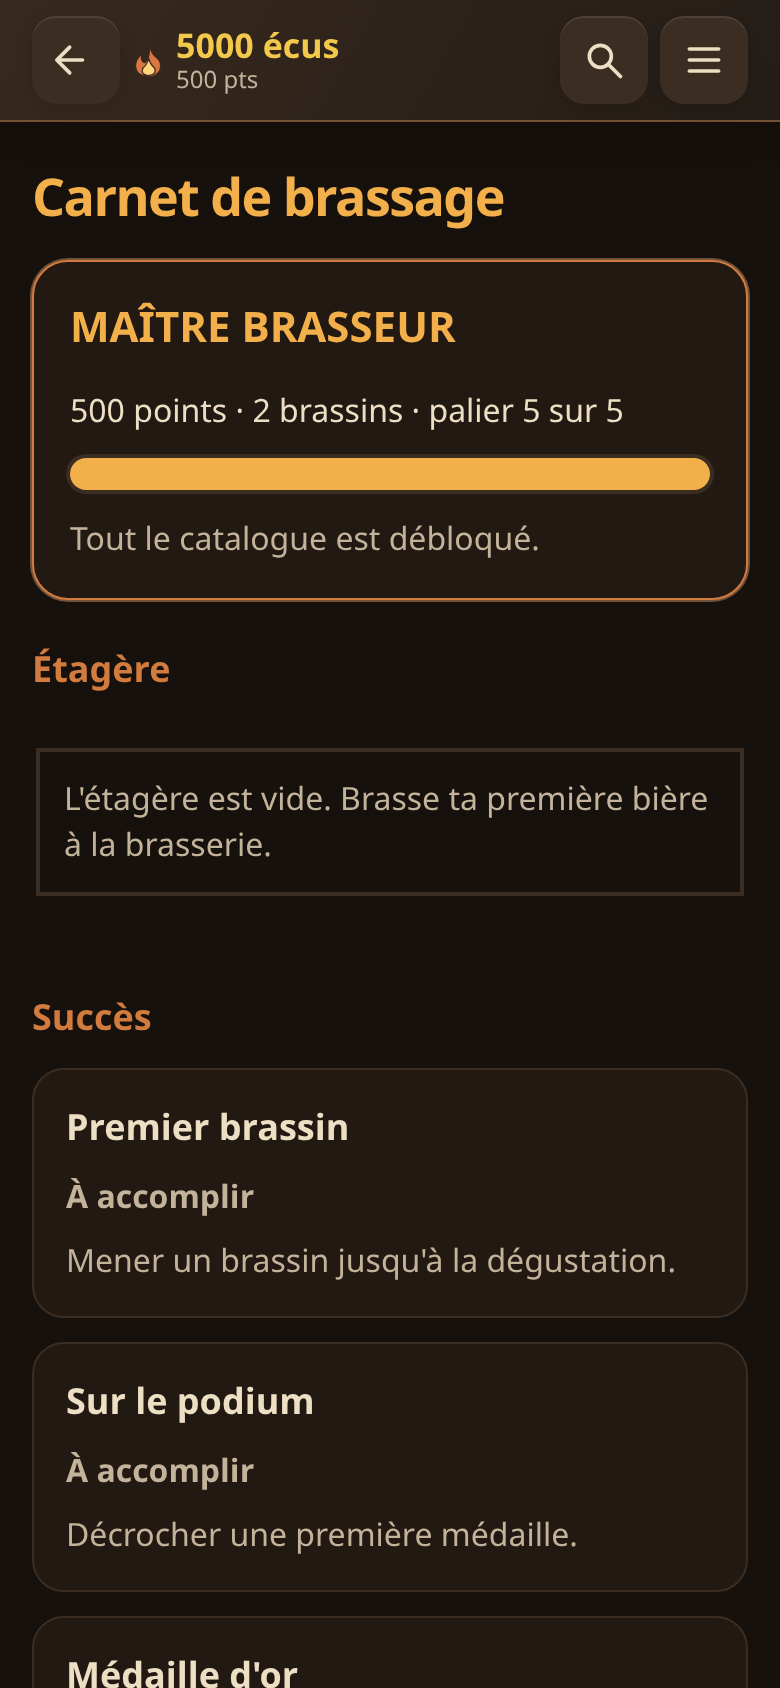 5000 écus
500 pts
Carnet de brassage
MAÎTRE BRASSEUR
500 points · 2 brassins · palier 5 sur 5
Tout le catalogue est débloqué.
Étagère
L'étagère est vide. Brasse ta première bière
à la brasserie.
Succès
Premier brassin
À accomplir
Mener un brassin jusqu'à la dégustation.
Sur le podium
À accomplir
Décrocher une première médaille.
Médaille d'or